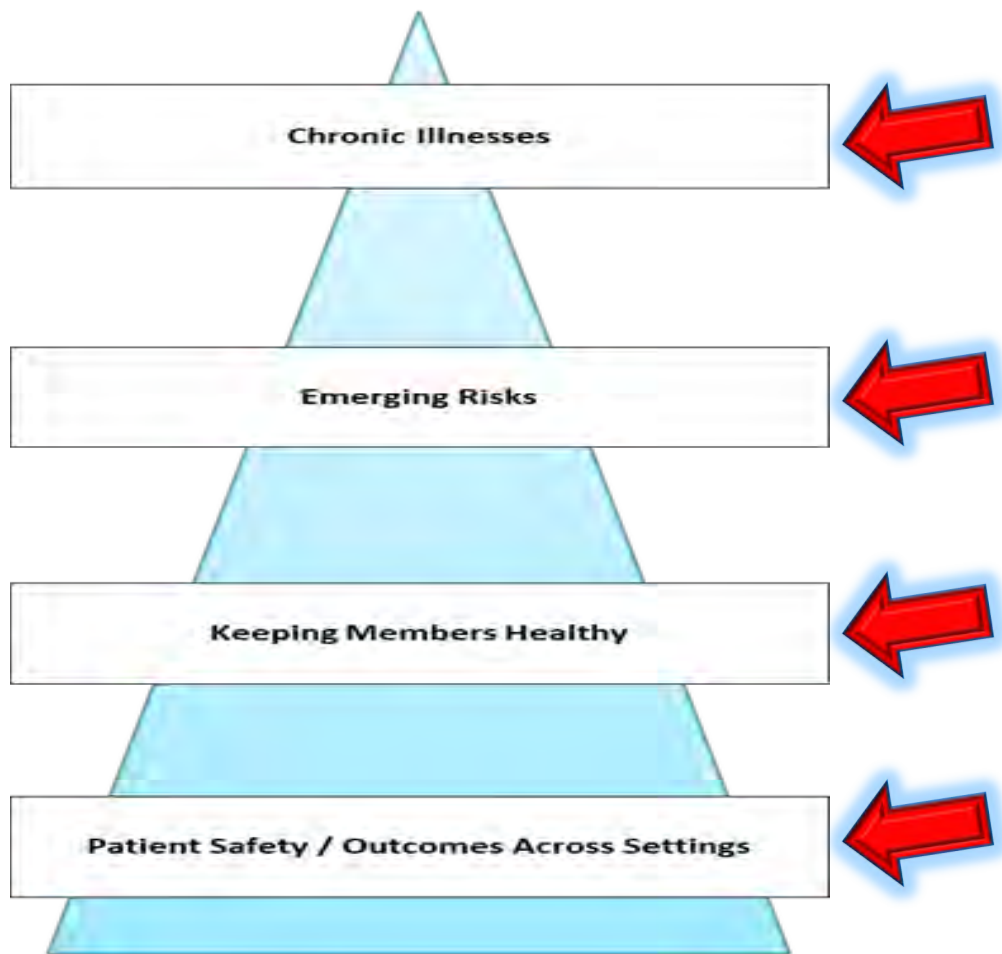 Chronic Illnesses
Emerging Risks
Keeping Members Healthy
Patient Safety / Outcomes Across Settings